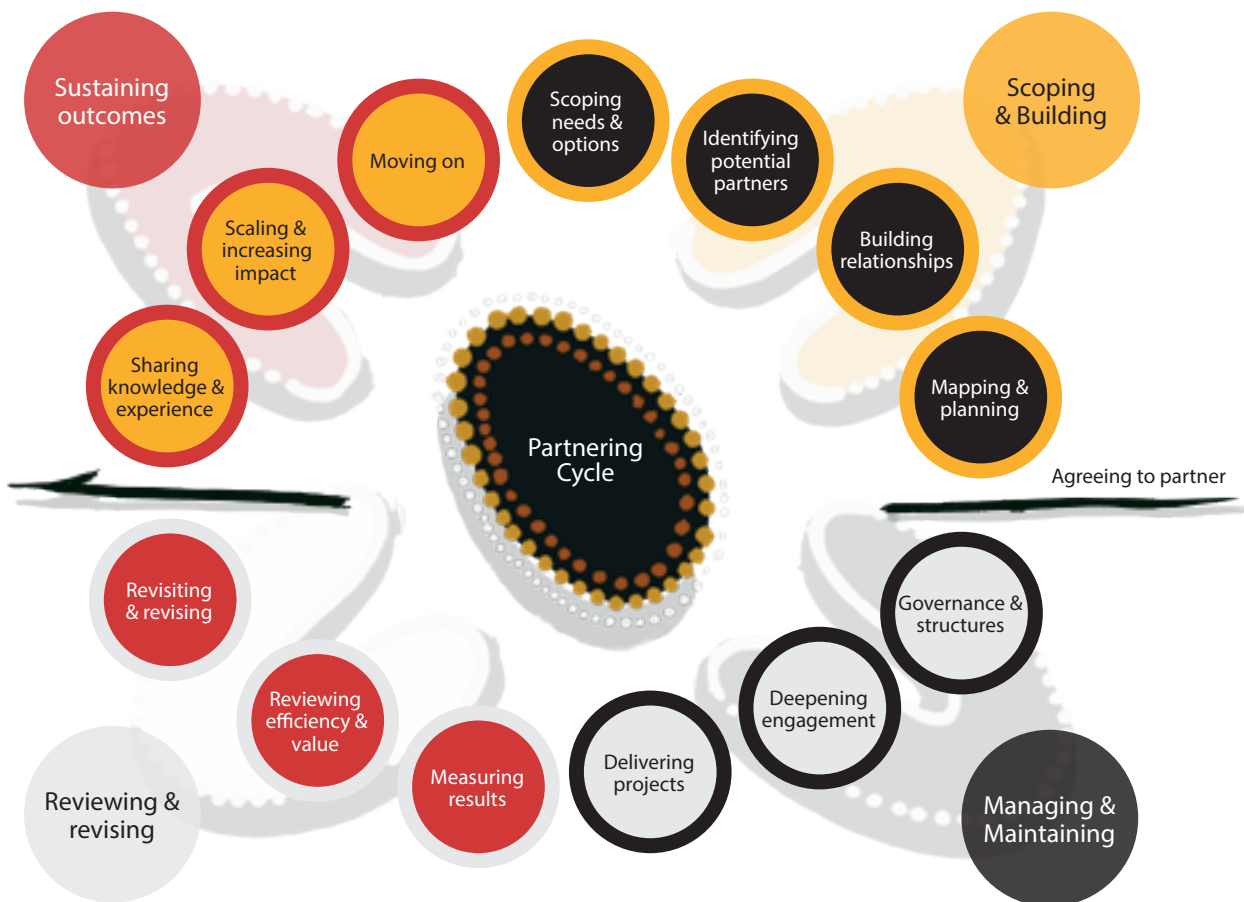 Sustaining
outcomes
Moving on
Scoping
needs &
options
Identifying
potential
partners
Scoping
& Building
Scaling &
increasing
impact
Building
relationships
Sharing
knowledge &
experience
Mapping &
planning
Partnering
Cycle
Agreeing to partner
Revisiting
& revising
Governance &
structures
Reviewing
efficiency &
value
Deepening
engagement
Measuring
results
Delivering
projects
Reviewing &
revising
Managing &
Maintaining